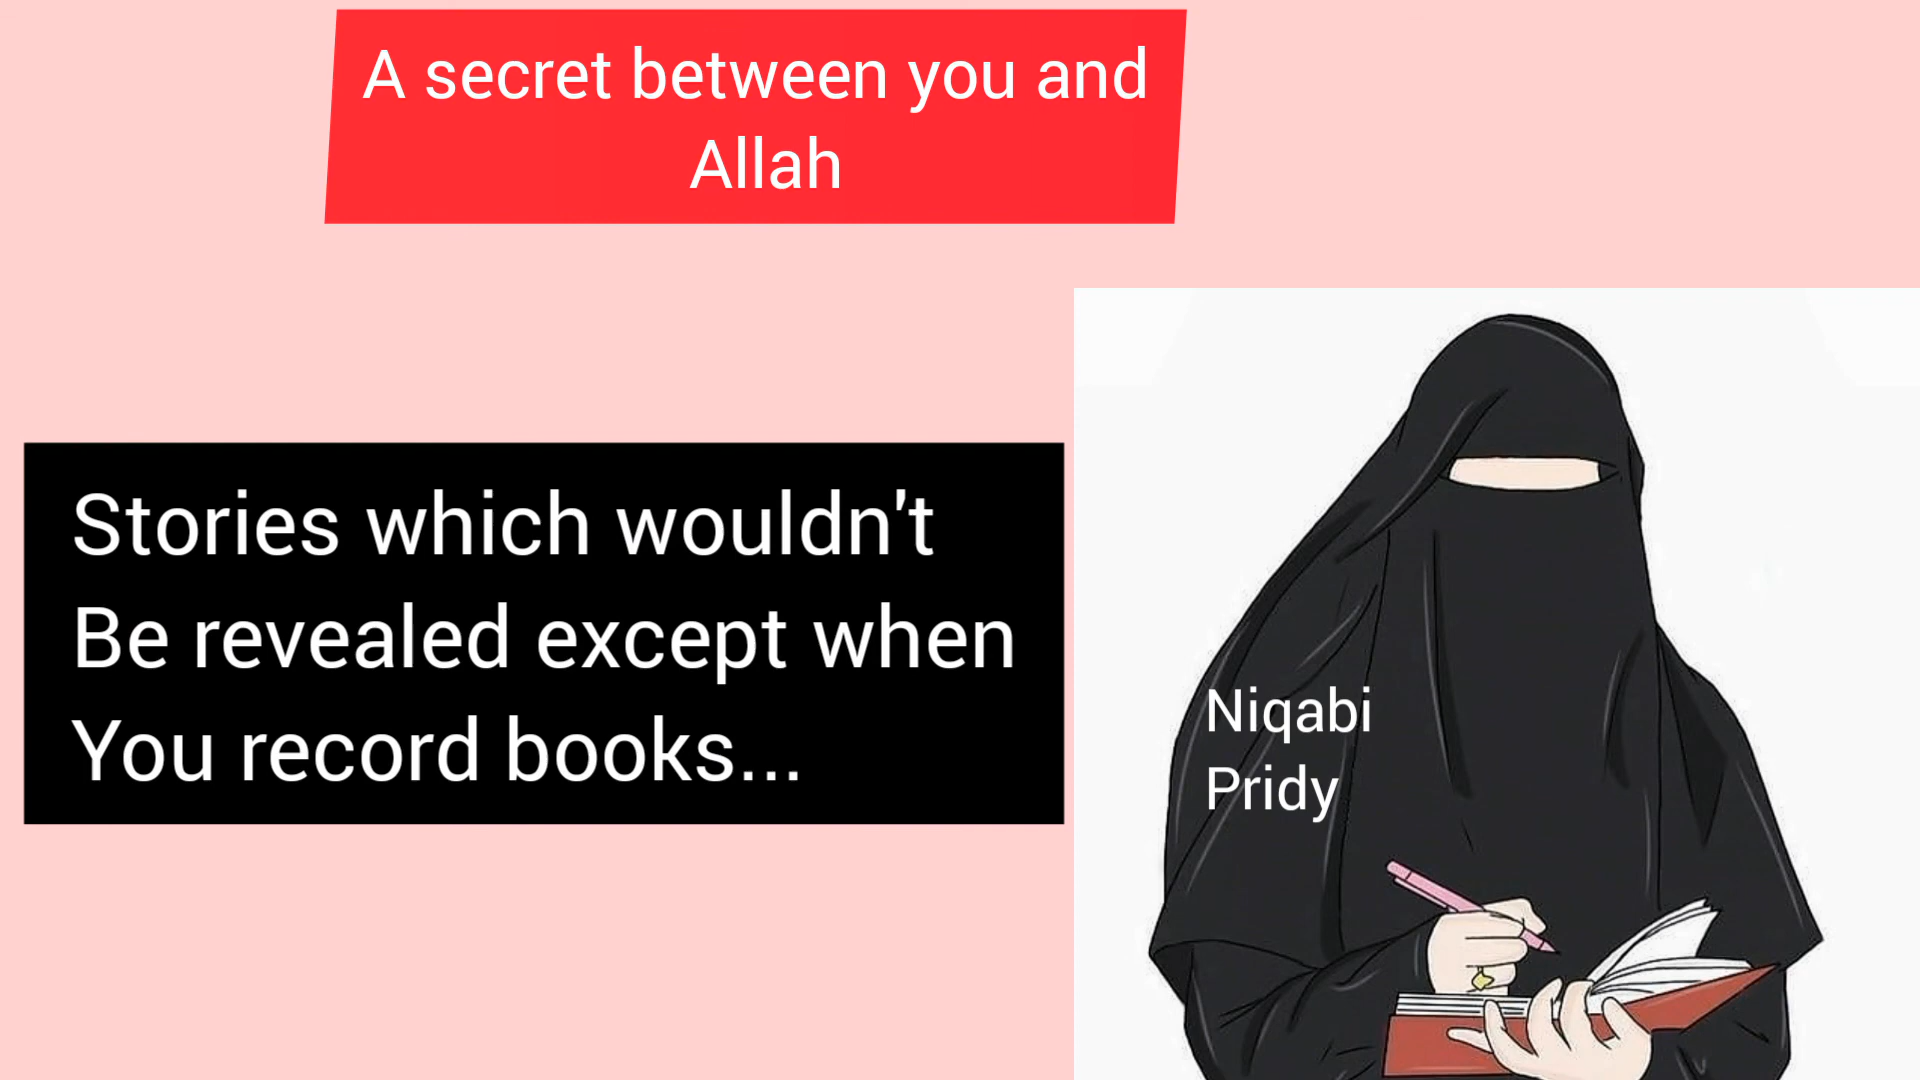 A secret between you and
Allah
Stories which wouldn't
Be revealed except when
You record books...
Niqabi
Pridy